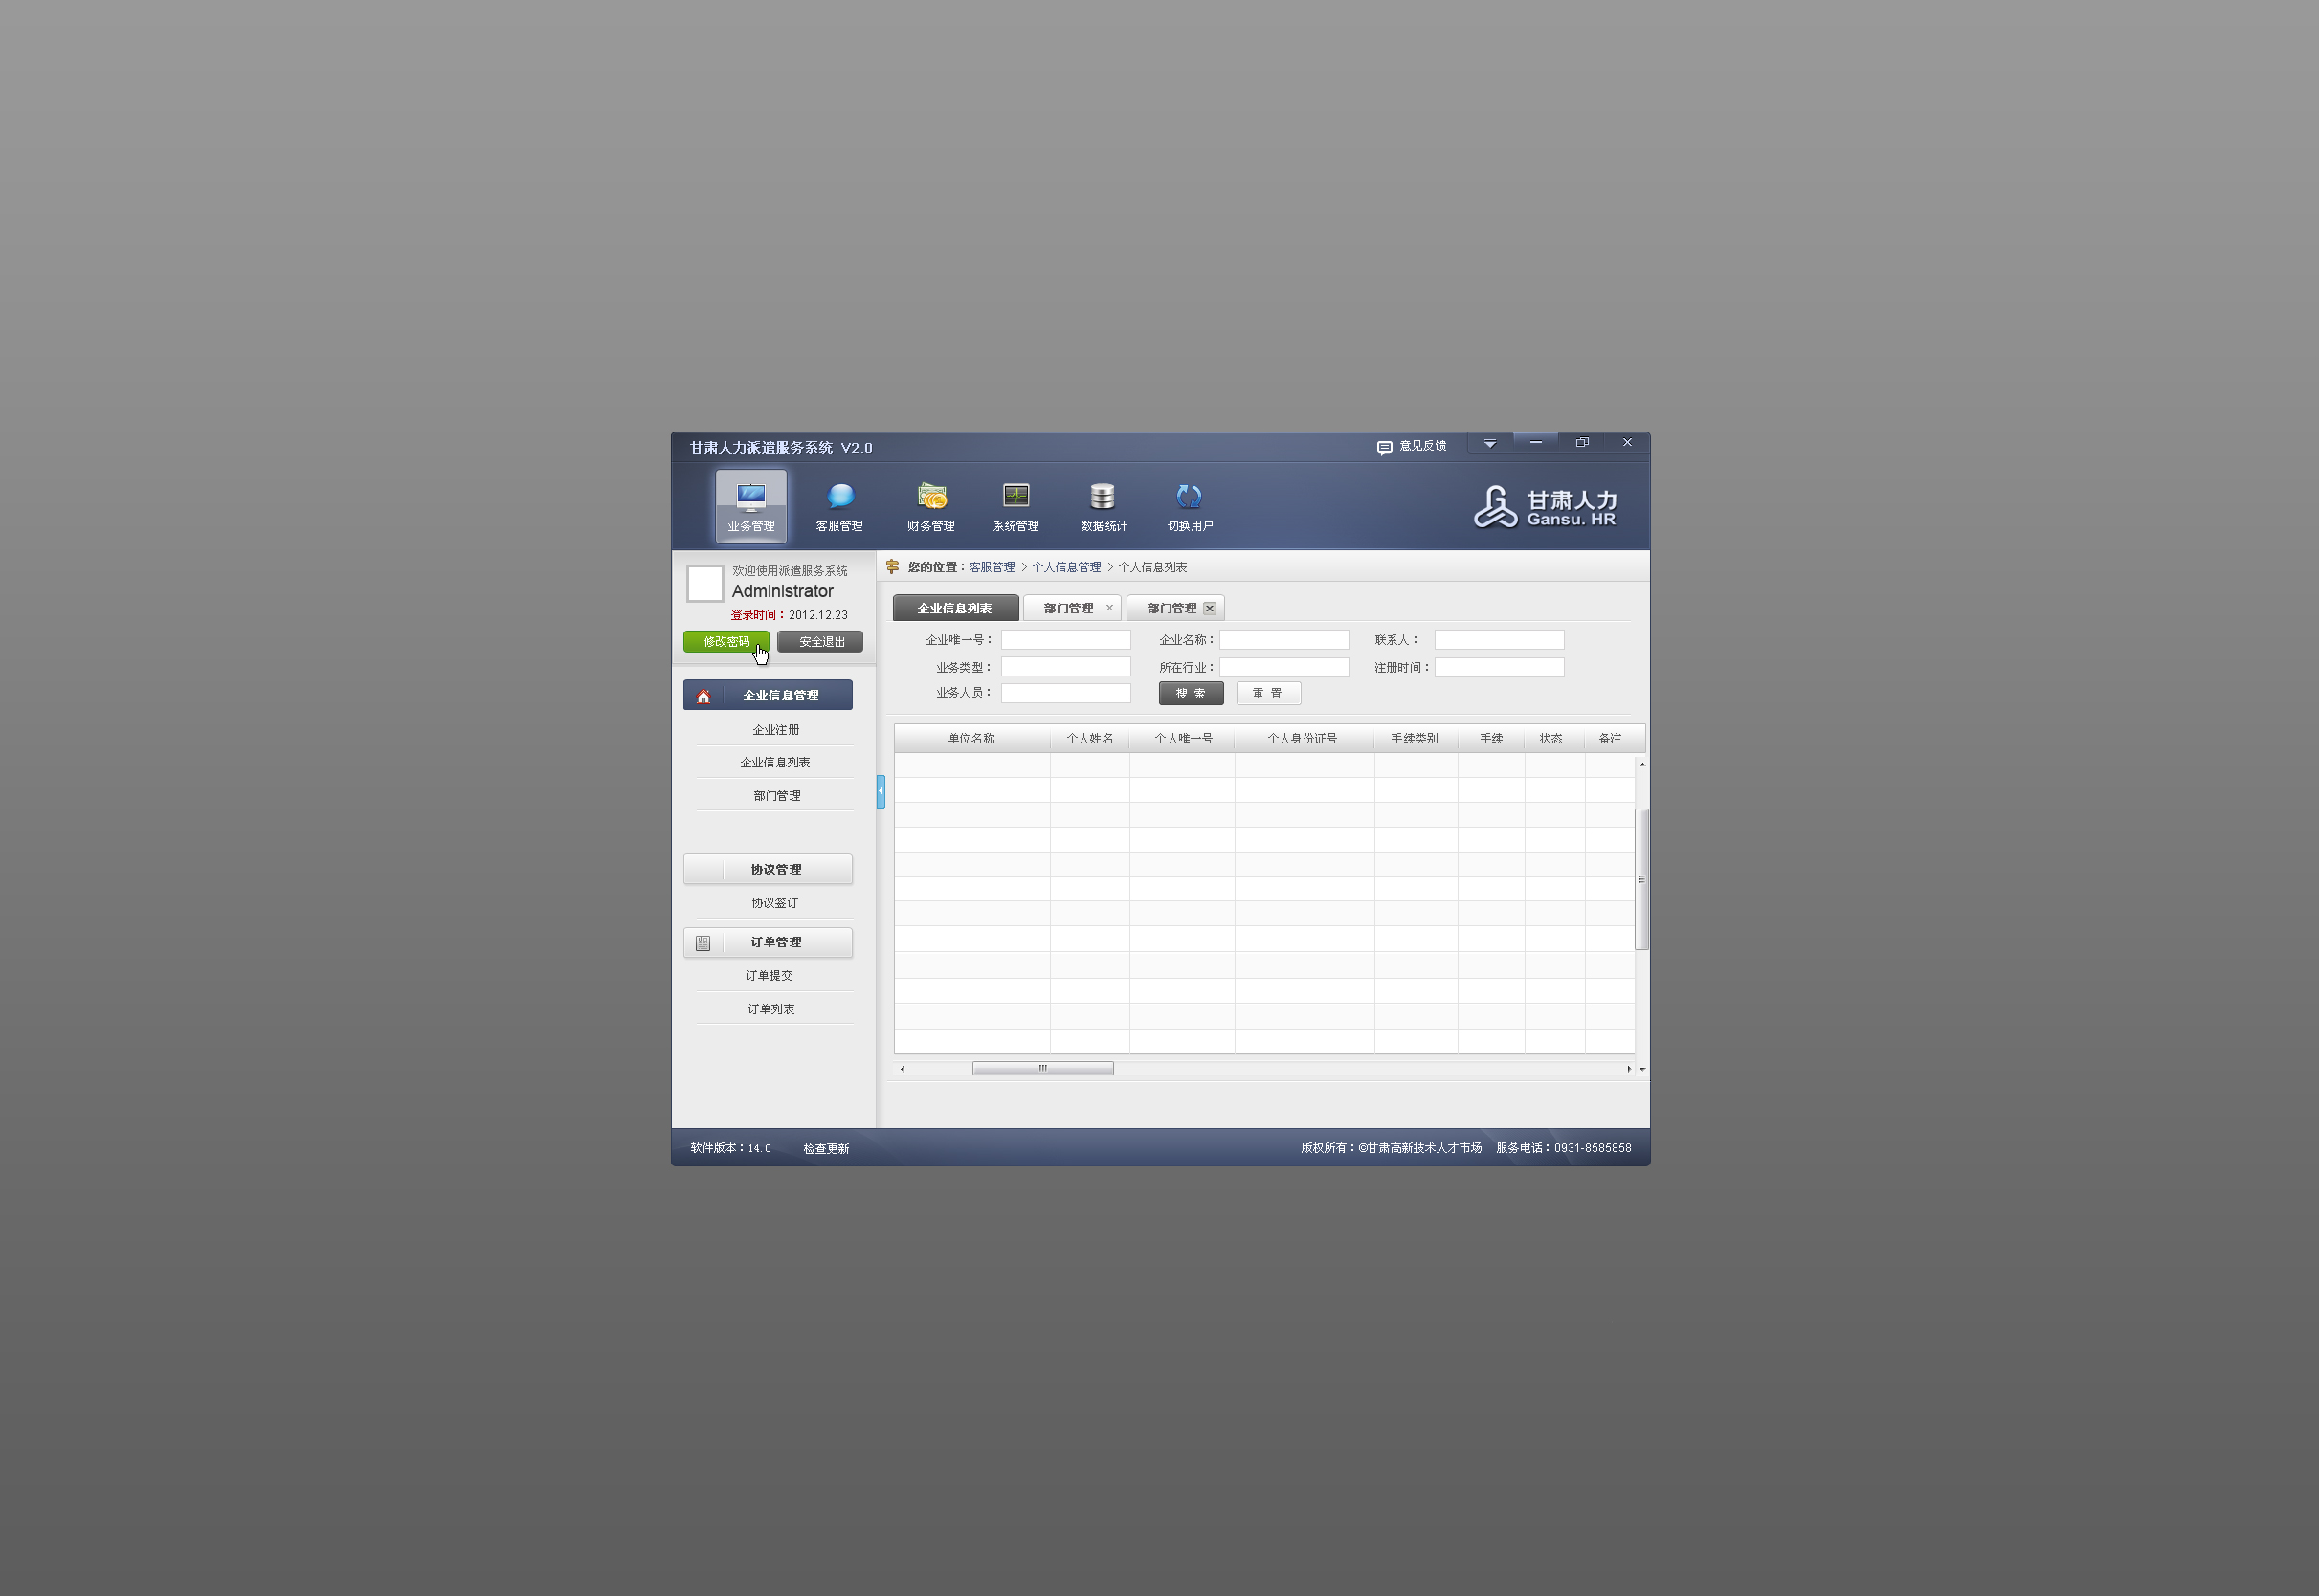 甘肃人力派遣服务系统 V2.0
意见反馈
业务管理 客服管理 财务管理 系统管理 数据统计 切换用户
甘肃人力
Gansu. HR
欢迎使用派遣服务系统
Administrator
登录时间：2012.12.23
修改密码 安全退出
企业信息管理
企业注册
企业信息列表
部门管理
协议管理
协议签订
订单管理
订单提交
订单列表
您的位置：客服管理 > 个人信息管理 > 个人信息列表
企业信息列表 部门管理 部门管理
企业唯一号： 企业名称： 联系人：
业务类型： 所在行业： 注册时间：
业务人员： 搜 索 重 置
单位名称 个人姓名 个人唯一号 个人身份证号 手续类别 手续 状态 备注
软件版本：14.0 检查更新 版权所有：©甘肃高新技术人才市场 服务电话：0931-8585858